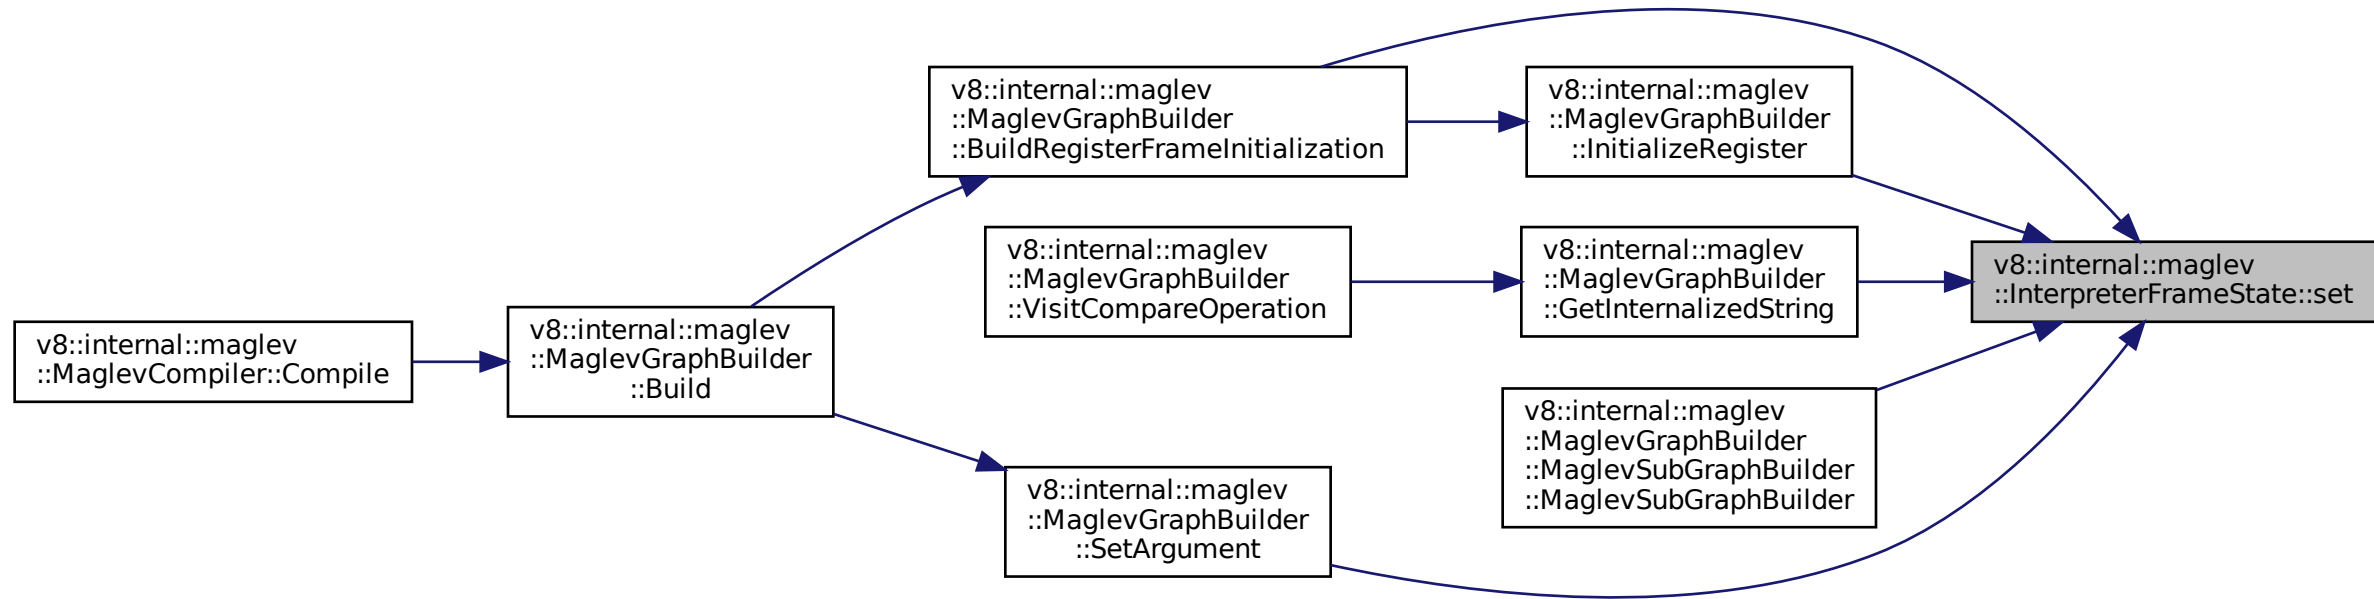 v8::internal::maglev
::MaglevGraphBuilder
::BuildRegisterFrameInitialization
v8::internal::maglev
::MaglevGraphBuilder
::InitializeRegister
v8::internal::maglev
::MaglevGraphBuilder
::VisitCompareOperation
v8::internal::maglev
::MaglevGraphBuilder
::GetInternalizedString
v8::internal::maglev
::InterpreterFrameState::set
v8::internal::maglev
::MaglevCompiler::Compile
v8::internal::maglev
::MaglevGraphBuilder
::Build
v8::internal::maglev
::MaglevGraphBuilder
::MaglevSubGraphBuilder
::MaglevSubGraphBuilder
v8::internal::maglev
::MaglevGraphBuilder
::SetArgument